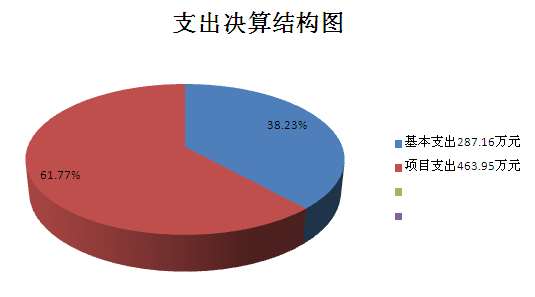 支出决算结构图
38.23%
61.77%
基本支出287.16万元
项目支出463.95万元